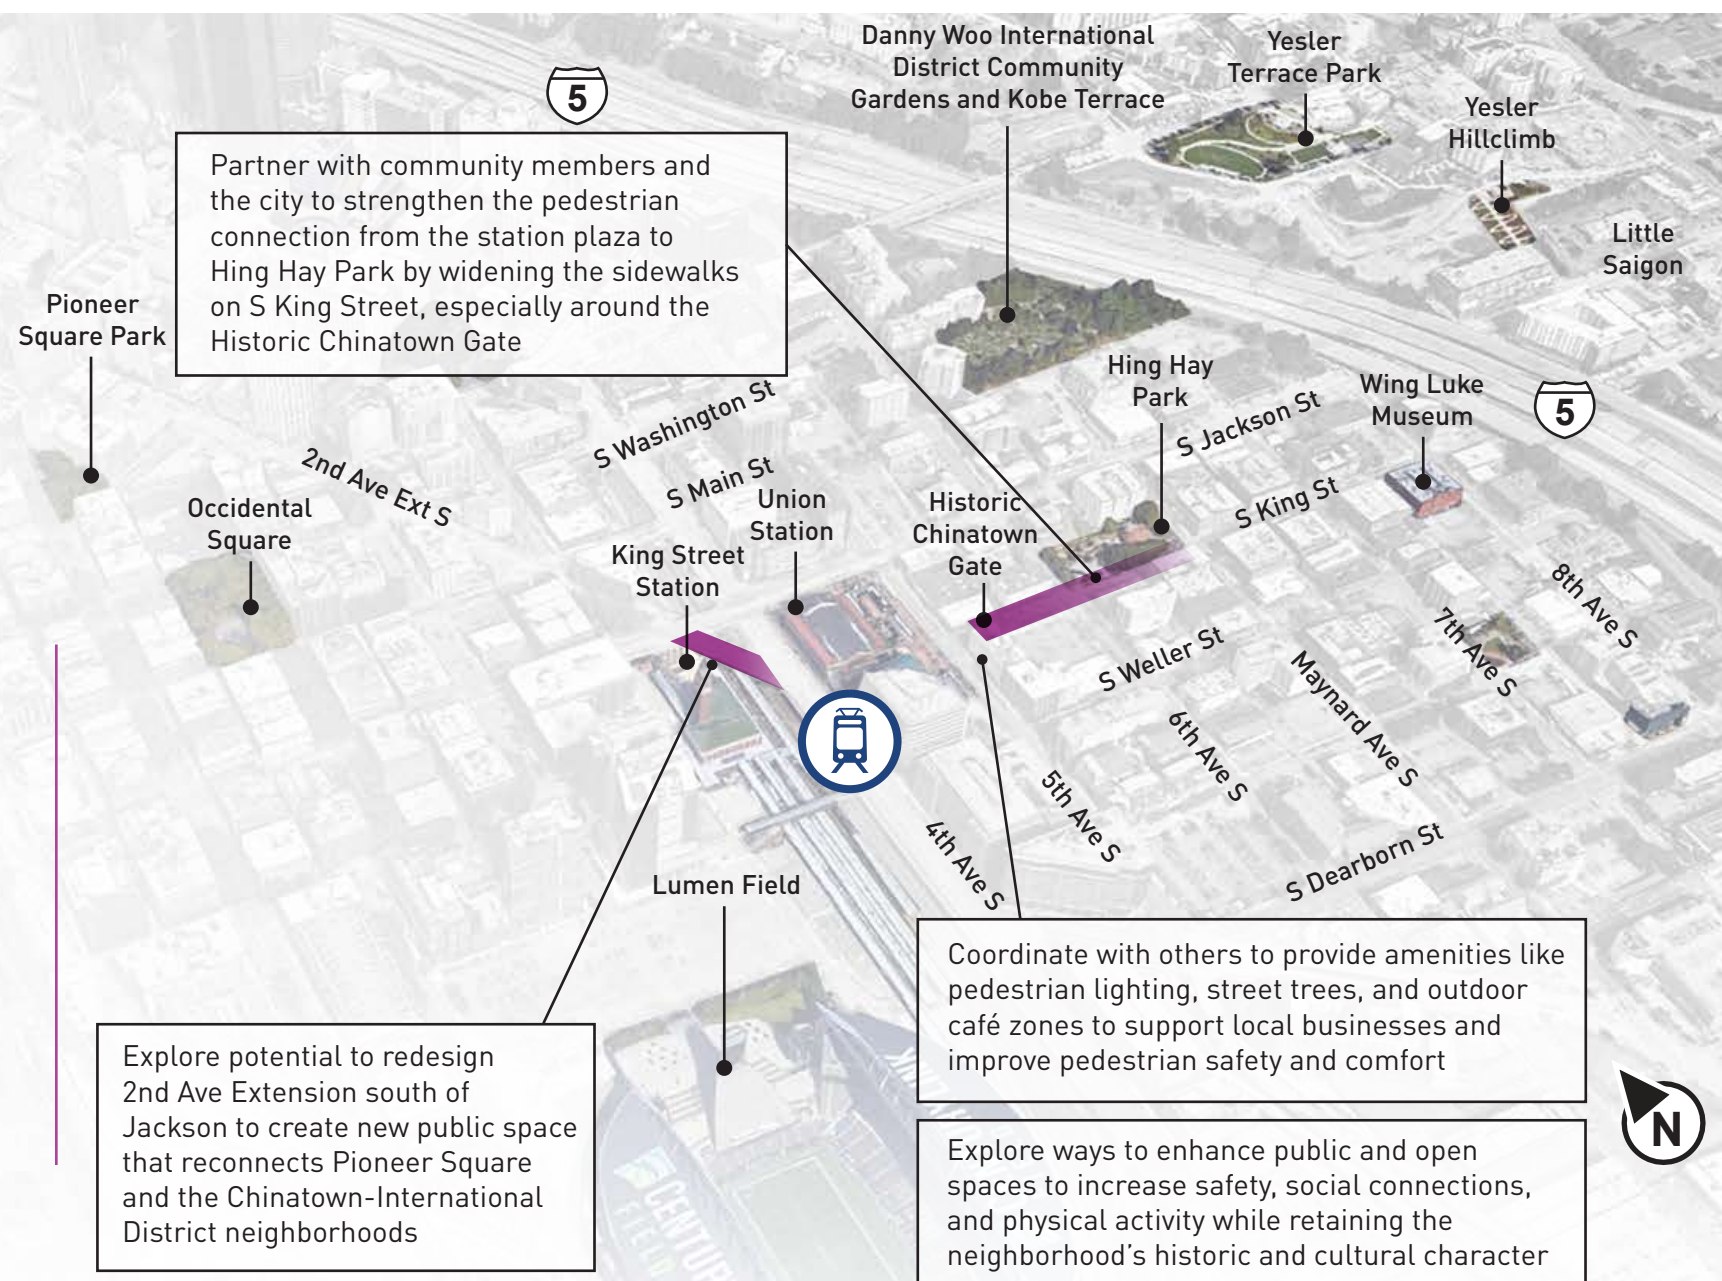 Danny Woo International
District Community
Gardens and Kobe Terrace
Yesler
Terrace Park
5
Yesler
Hillclimb
Partner with community members and
the city to strengthen the pedestrian
connection from the station plaza to
Hing Hay Park by widening the sidewalks
on S King Street, especially around the
Historic Chinatown Gate
Little
Saigon
Pioneer
Square Park
Hing Hay
Park
Wing Luke
Museum
5
S Washington St
S Jackson St
2nd Ave Ext S
S Main St
Occidental
Square
Union
Station
Historic
Chinatown
Gate
S King St
King Street
Station
8th Ave S
7th Ave S
S Weller St
Maynard Ave S
6th Ave S
5th Ave S
4th Ave S
S Dearborn St
Lumen Field
Coordinate with others to provide amenities like
pedestrian lighting, street trees, and outdoor
café zones to support local businesses and
improve pedestrian safety and comfort
Explore potential to redesign
2nd Ave Extension south of
Jackson to create new public space
that reconnects Pioneer Square
and the Chinatown-International
District neighborhoods
N
Explore ways to enhance public and open
spaces to increase safety, social connections,
and physical activity while retaining the
neighborhood's historic and cultural character